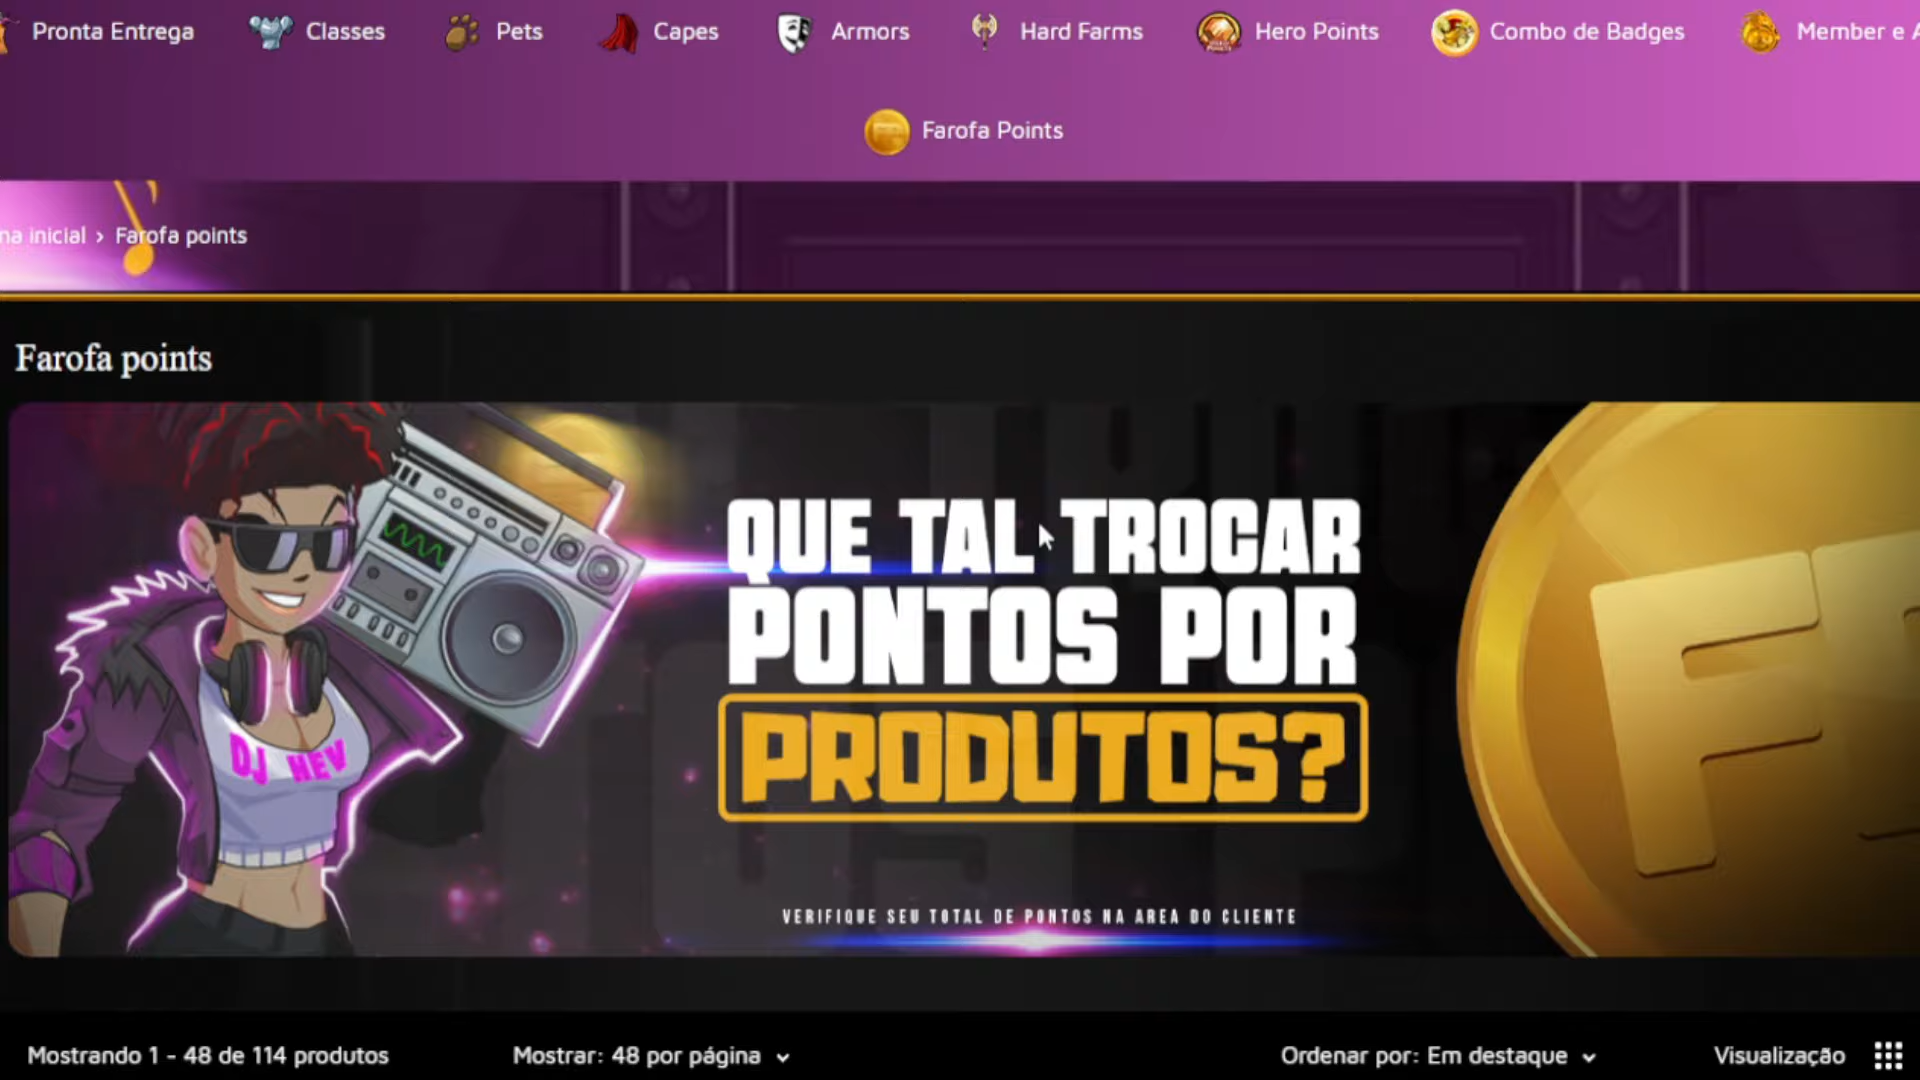 Pronta Entrega Classes Pets Capes Armors Hard Farms Hero Points Combo de Badges Member e
Farofa Points
inicial › Farofa points
Farofa points
QUE TAL TROCAR
PONTOS POR
PRODUTOS?
DJ NEV
F
VERIFIQUE SEU TOTAL DE PONTOS NA AREA DO CLIENTE
Mostrando 1 - 48 de 114 produtos Mostrar: 48 por página Ordenar por: Em destaque Visualização